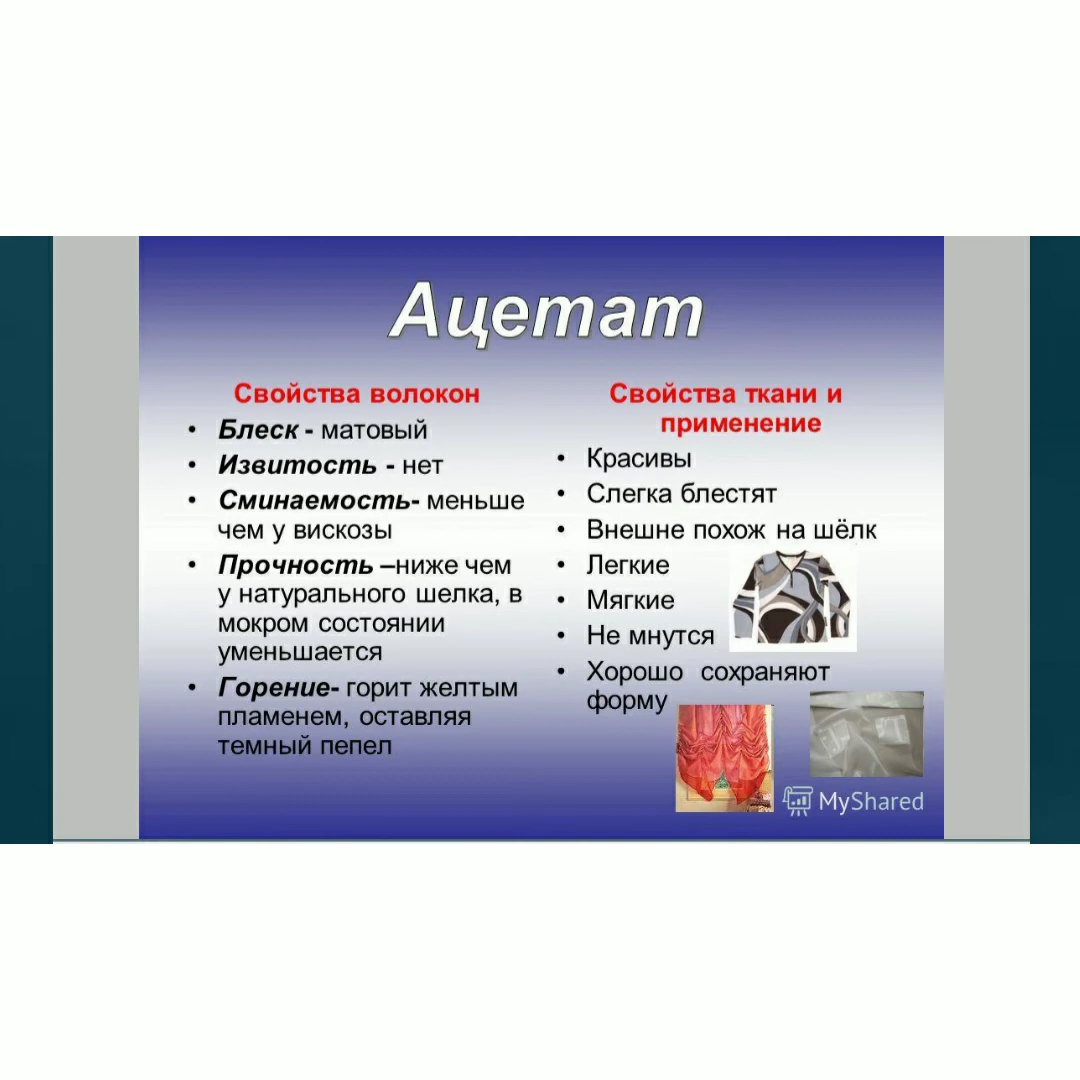 Ацетат
Свойства волокон
• Блеск - матовый
• Извитость - нет
• Сминаемость- меньше
чем у вискозы
• Прочность –ниже чем
у натурального шелка, в
мокром состоянии
уменьшается
• Горение- горит желтым
пламенем, оставляя
темный пепел
Свойства ткани и
применение
• Красивы
• Слегка блестят
• Внешне похож на шёлк
• Легкие
• Мягкие
• Не мнутся
• Хорошо сохраняют
форму
MyShared